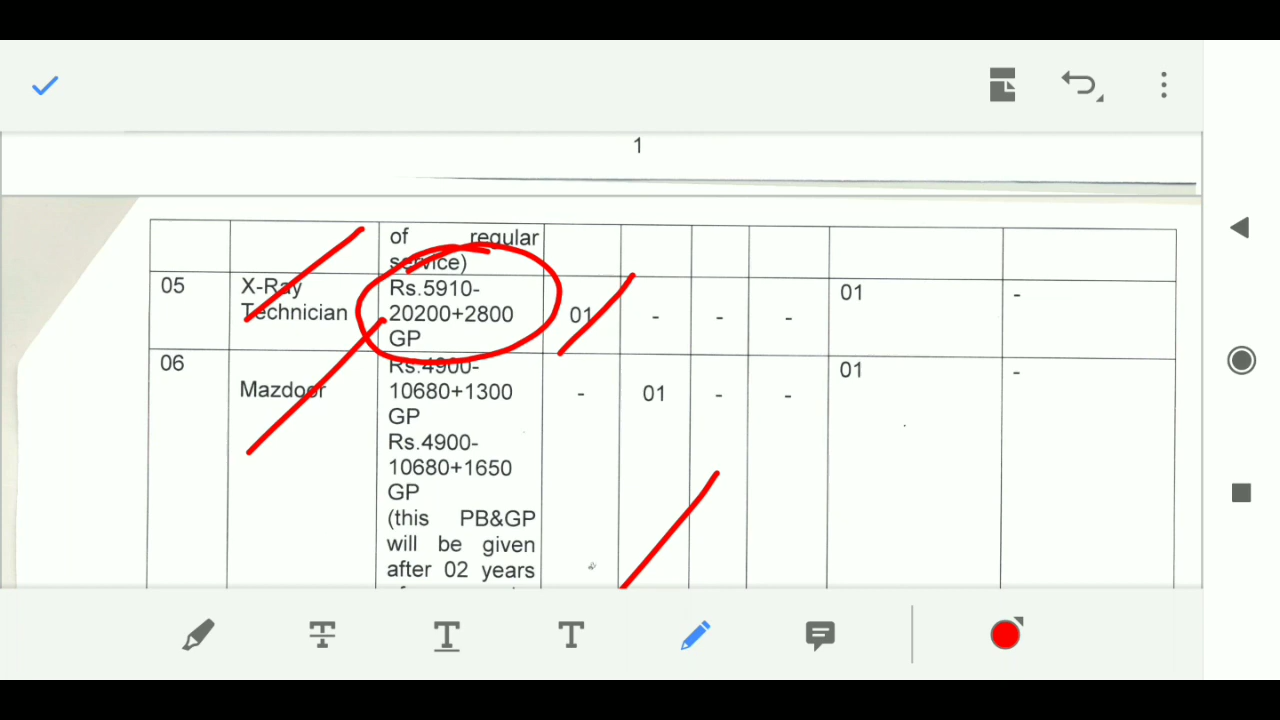 1
of regular
service)
05
X-Ray
Technician
Rs.5910-
20200+2800
GP
01
-
-
-
01
-
06
Mazdoor
Rs.4900-
10680+1300
GP
Rs.4900-
10680+1650
GP
(this PB&GP
will be given
after 02 years
-
01
-
-
01
-
T
T
T